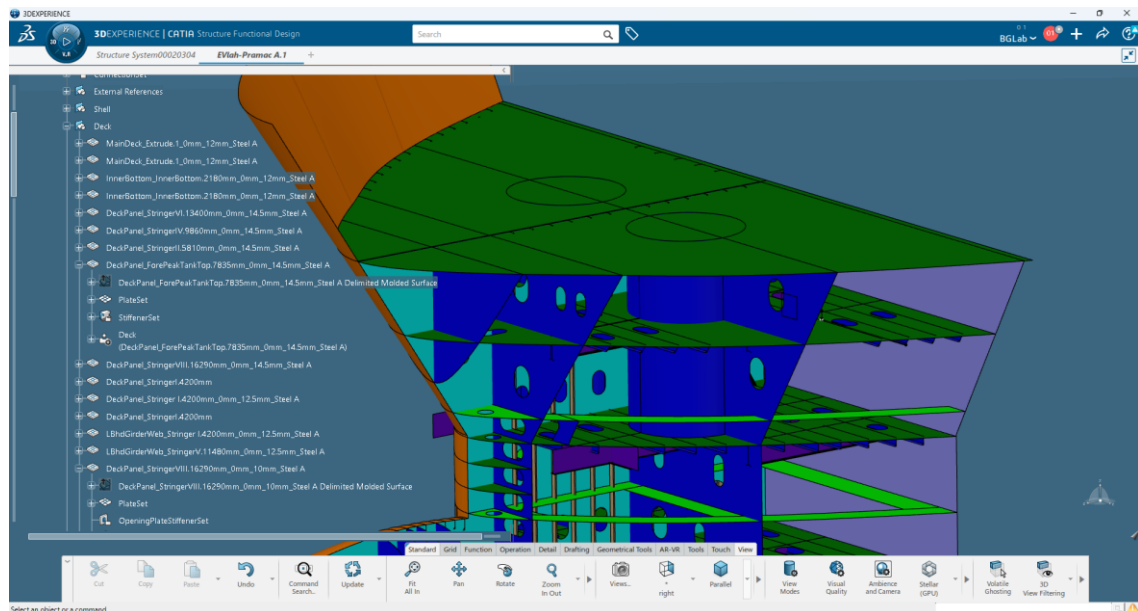 3DEXPERIENCE
3DEXPERIENCE | CATIA Structure Functional Design
Search
BGLab
3D
V.R
Structure System00020304
EVlah-Pramac A.1
+
ConnectionSet
External References
Shell
Deck
MainDeck_Extrude.1_0mm_12mm_Steel A
MainDeck_Extrude.1_0mm_12mm_Steel A
InnerBottom_InnerBottom.2180mm_0mm_12mm_Steel A
InnerBottom_InnerBottom.2180mm_0mm_12mm_Steel A
DeckPanel_StringerVI.13400mm_0mm_14.5mm_Steel A
DeckPanel_StringerIV.9860mm_0mm_14.5mm_Steel A
DeckPanel_StringerII.5810mm_0mm_14.5mm_Steel A
DeckPanel_ForePeakTankTop.7835mm_0mm_14.5mm_Steel A
DeckPanel_ForePeakTankTop.7835mm_0mm_14.5mm_Steel A Delimited Molded Surface
PlateSet
StiffenerSet
Deck
(DeckPanel_ForePeakTankTop.7835mm_0mm_14.5mm_Steel A)
DeckPanel_StringerVIII.16290mm_0mm_14.5mm_Steel A
DeckPanel_StringerI.4200mm
DeckPanel_Stringer I.4200mm_0mm_12.5mm_Steel A
DeckPanel_StringerI.4200mm
LBhdGirderWeb_Stringer I.4200mm_0mm_12.5mm_Steel A
LBhdGirderWeb_StringerV.11480mm_0mm_12.5mm_Steel A
DeckPanel_StringerVIII.16290mm_0mm_10mm_Steel A
DeckPanel_StringerVIII.16290mm_0mm_10mm_Steel A Delimited Molded Surface
PlateSet
OpeningPlateStiffenerSet
Standard Grid Function Operation Detail Drafting Geometrical Tools AR-VR Tools Touch View
Cut Copy Paste Undo Command Search... Update Fit All In Pan Rotate Zoom In Out Views... right Parallel View Modes Visual Quality Ambience and Camera Stellar (GPU) Volatile Ghosting 3D View Filtering
Select an object or a command